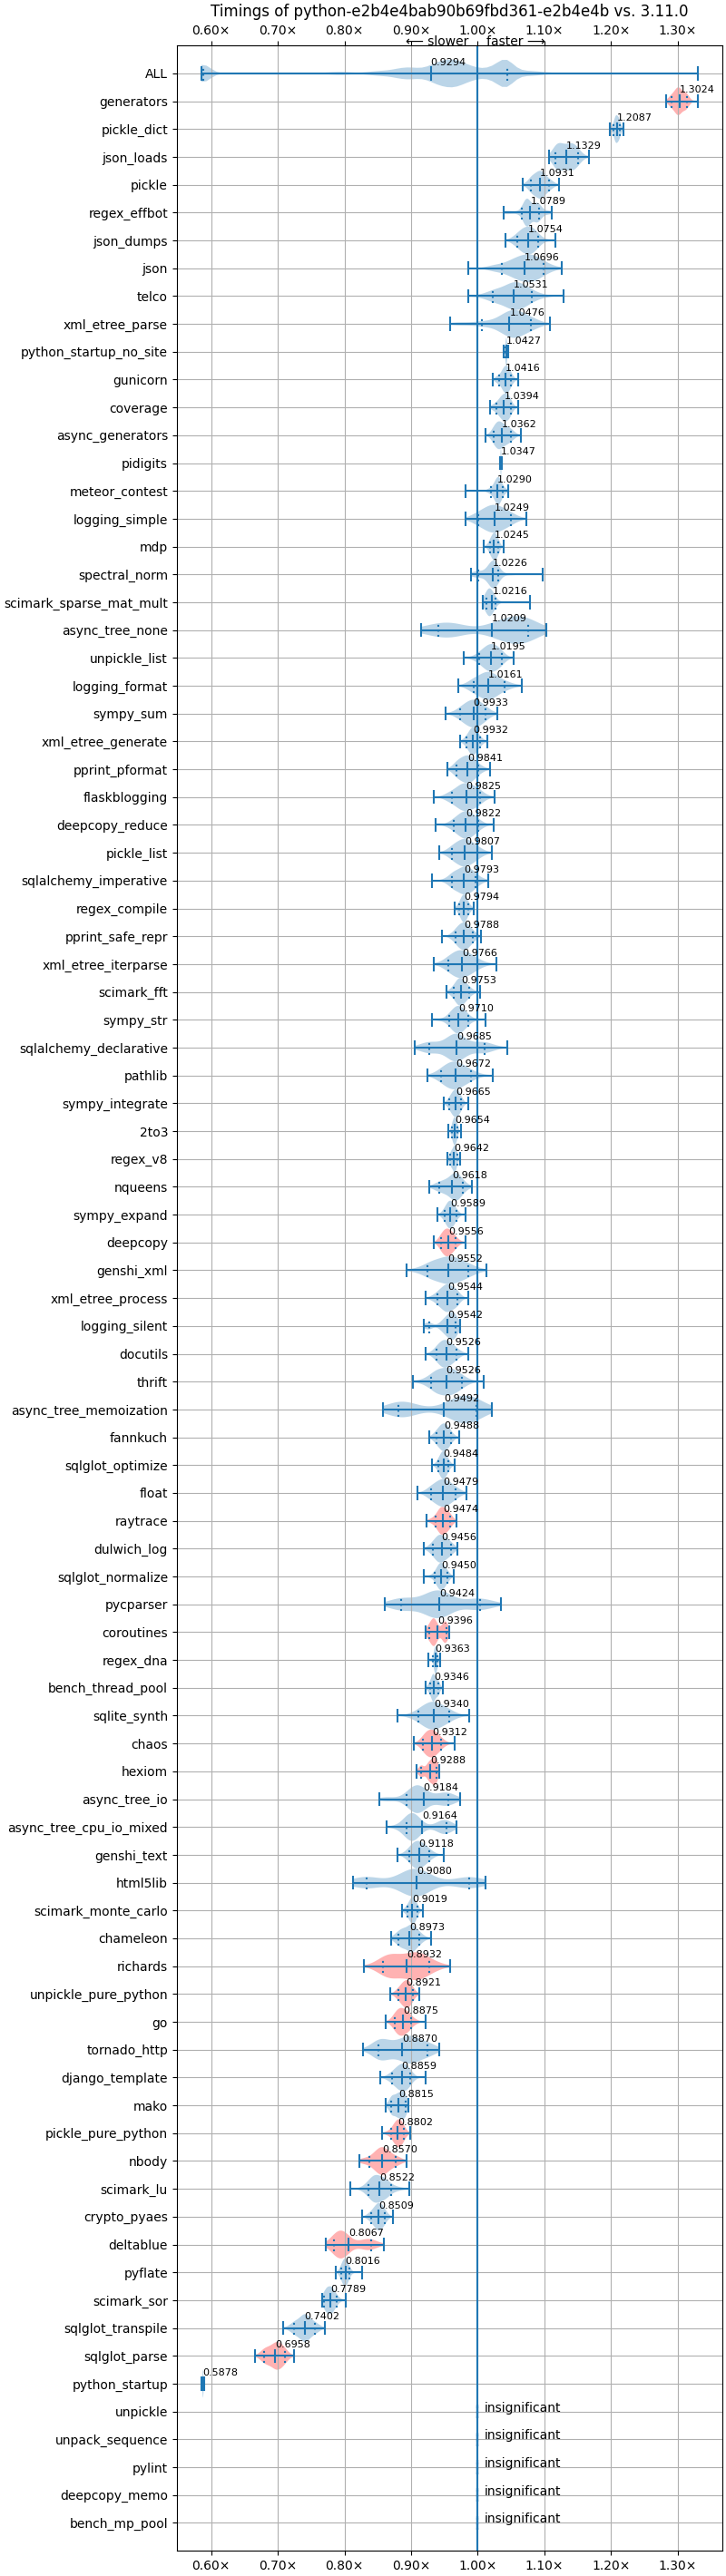 Timings of python-e2b4e4bab90b69fbd361-e2b4e4b vs. 3.11.0
0.60× 0.70× 0.80× 0.90× 1.00× 1.10× 1.20× 1.30×
⟵ slower faster ⟶
ALL 0.9294
generators 1.3024
pickle_dict 1.2087
json_loads 1.1329
pickle 1.0931
regex_effbot 1.0789
json_dumps 1.0754
json 1.0696
telco 1.0531
xml_etree_parse 1.0476
python_startup_no_site 1.0427
gunicorn 1.0416
coverage 1.0394
async_generators 1.0362
pidigits 1.0347
meteor_contest 1.0290
logging_simple 1.0249
mdp 1.0245
spectral_norm 1.0226
scimark_sparse_mat_mult 1.0216
async_tree_none 1.0209
unpickle_list 1.0195
logging_format 1.0161
sympy_sum 0.9933
xml_etree_generate 0.9932
pprint_pformat 0.9841
flaskblogging 0.9825
deepcopy_reduce 0.9822
pickle_list 0.9807
sqlalchemy_imperative 0.9793
regex_compile 0.9794
pprint_safe_repr 0.9788
xml_etree_iterparse 0.9766
scimark_fft 0.9753
sympy_str 0.9710
sqlalchemy_declarative 0.9685
pathlib 0.9672
sympy_integrate 0.9665
2to3 0.9654
regex_v8 0.9642
nqueens 0.9618
sympy_expand 0.9589
deepcopy 0.9556
genshi_xml 0.9552
xml_etree_process 0.9544
logging_silent 0.9542
docutils 0.9526
thrift 0.9526
async_tree_memoization 0.9492
fannkuch 0.9488
sqlglot_optimize 0.9484
float 0.9479
raytrace 0.9474
dulwich_log 0.9456
sqlglot_normalize 0.9450
pycparser 0.9424
coroutines 0.9396
regex_dna 0.9363
bench_thread_pool 0.9346
sqlite_synth 0.9340
chaos 0.9312
hexiom 0.9288
async_tree_io 0.9184
async_tree_cpu_io_mixed 0.9164
genshi_text 0.9118
html5lib 0.9080
scimark_monte_carlo 0.9019
chameleon 0.8973
richards 0.8932
unpickle_pure_python 0.8921
go 0.8875
tornado_http 0.8870
django_template 0.8859
mako 0.8815
pickle_pure_python 0.8802
nbody 0.8570
scimark_lu 0.8522
crypto_pyaes 0.8509
deltablue 0.8067
pyflate 0.8016
scimark_sor 0.7789
sqlglot_transpile 0.7402
sqlglot_parse 0.6958
python_startup 0.5878
unpickle insignificant
unpack_sequence insignificant
pylint insignificant
deepcopy_memo insignificant
bench_mp_pool insignificant
0.60× 0.70× 0.80× 0.90× 1.00× 1.10× 1.20× 1.30×